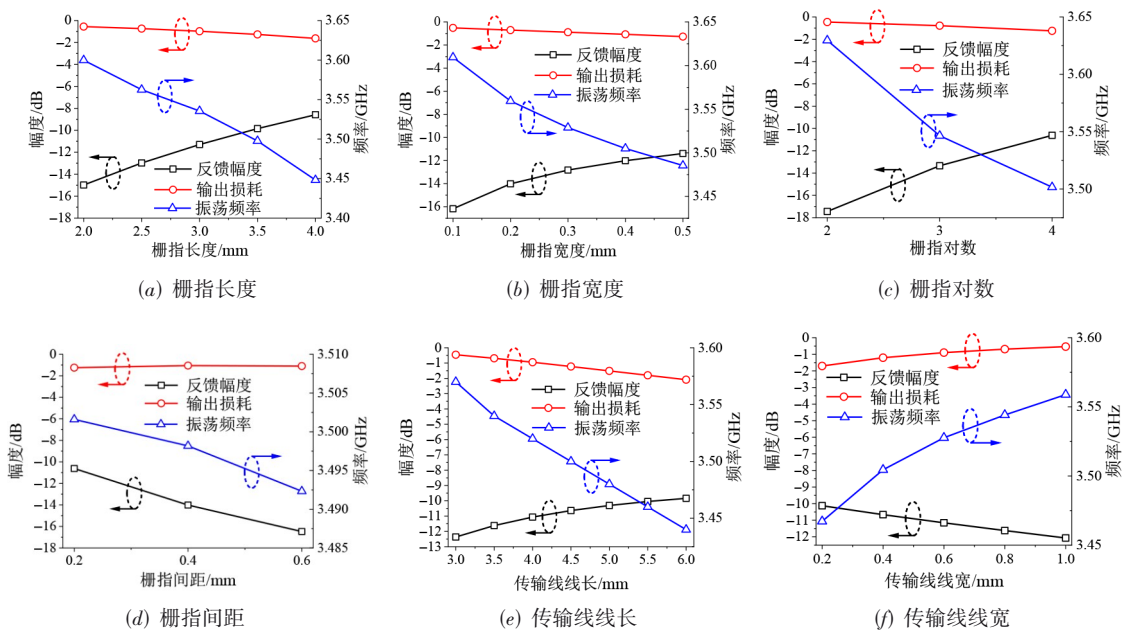 0
-2
-4
-6
-8
-10
-12
-14
-16
-18
幅度/dB
3.65
3.60
3.55
3.50
3.45
3.40
频率/GHz
反馈幅度
输出损耗
振荡频率
2.0 2.5 3.0 3.5 4.0
栅指长度/mm
(a) 栅指长度
0
-2
-4
-6
-8
-10
-12
-14
-16
幅度/dB
3.65
3.60
3.55
3.50
3.45
频率/GHz
反馈幅度
输出损耗
振荡频率
0.1 0.2 0.3 0.4 0.5
栅指宽度/mm
(b) 栅指宽度
0
-2
-4
-6
-8
-10
-12
-14
-16
-18
幅度/dB
3.65
3.60
3.55
3.50
频率/GHz
反馈幅度
输出损耗
振荡频率
2 3 4
栅指对数
(c) 栅指对数
0
-2
-4
-6
-8
-10
-12
-14
-16
-18
幅度/dB
3.510
3.505
3.500
3.495
3.490
3.485
频率/GHz
反馈幅度
输出损耗
振荡频率
0.2 0.4 0.6
栅指间距/mm
(d) 栅指间距
0
-1
-2
-3
-4
-5
-6
-7
-8
-9
-10
-11
-12
-13
幅度/dB
3.60
3.55
3.50
3.45
频率/GHz
反馈幅度
输出损耗
振荡频率
3.0 3.5 4.0 4.5 5.0 5.5 6.0
传输线线长/mm
(e) 传输线线长
0
-1
-2
-3
-4
-5
-6
-7
-8
-9
-10
-11
-12
幅度/dB
3.60
3.55
3.50
3.45
频率/GHz
反馈幅度
输出损耗
振荡频率
0.2 0.4 0.6 0.8 1.0
传输线线宽/mm
(f) 传输线线宽